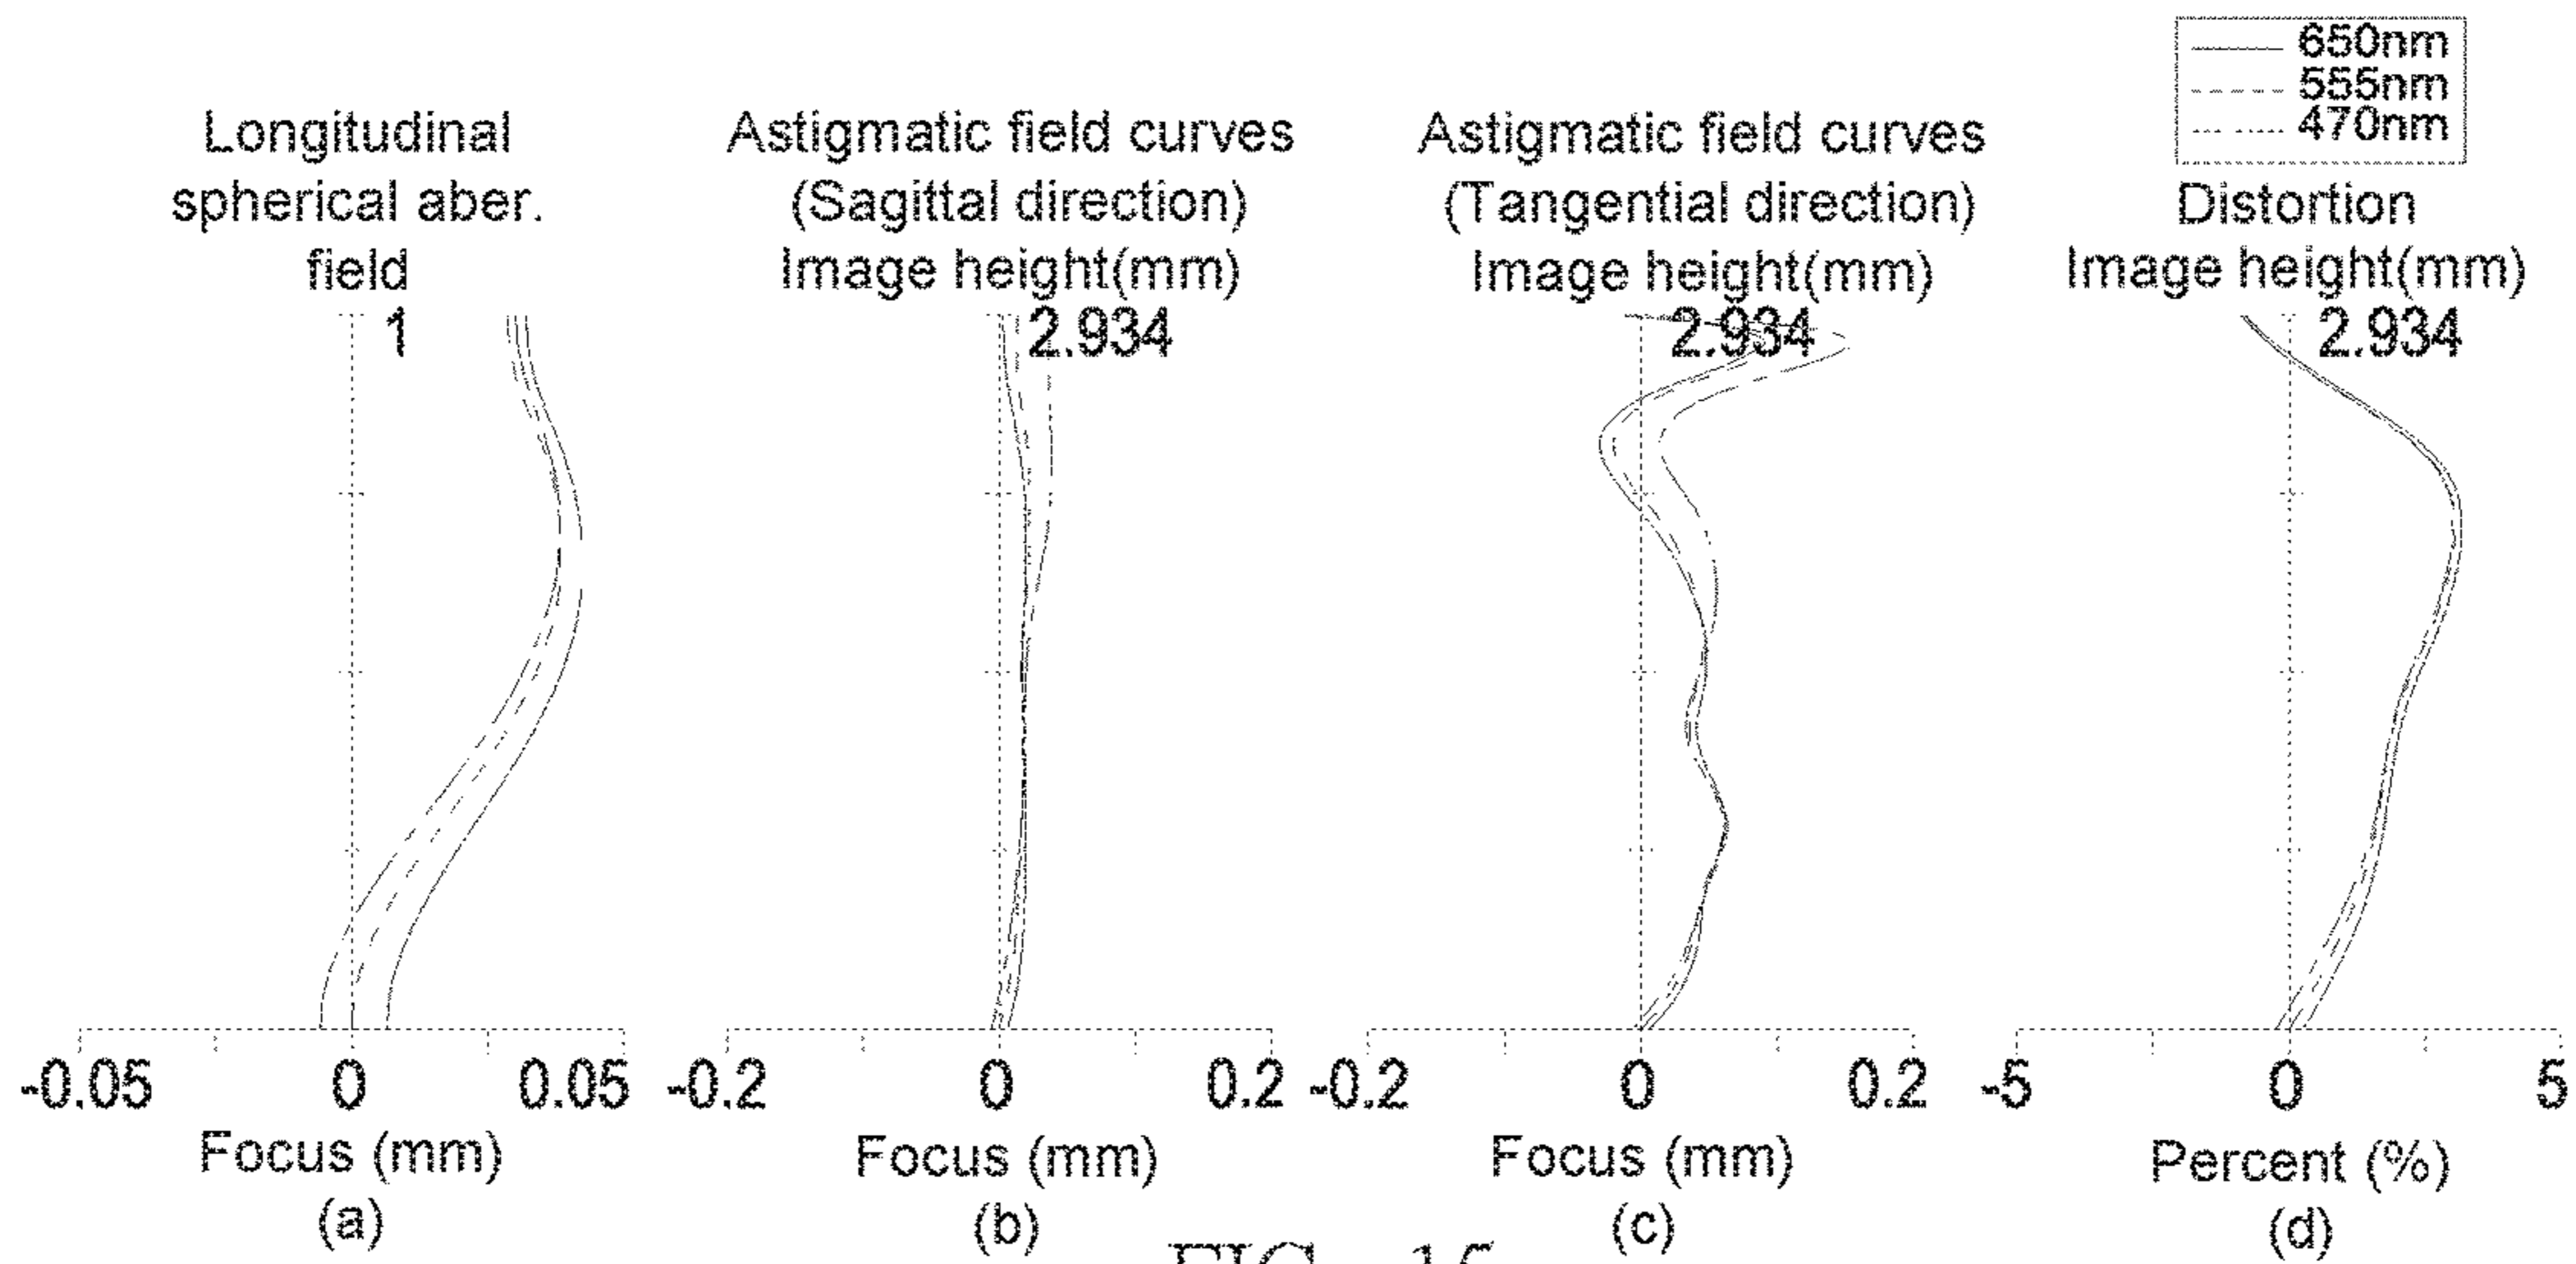 650nm
555nm
470nm
Longitudinal
spherical aber.
field
1
Astigmatic field curves
(Sagittal direction)
Image height(mm)
2.934
Astigmatic field curves
(Tangential direction)
Image height(mm)
2.934
Distortion
Image height(mm)
2.934
-0.05 0 0.05
Focus (mm)
(a)
-0.2 0 0.2
Focus (mm)
(b)
-0.2 0 0.2
Focus (mm)
(c)
-5 0 5
Percent (%)
(d)
FIG.